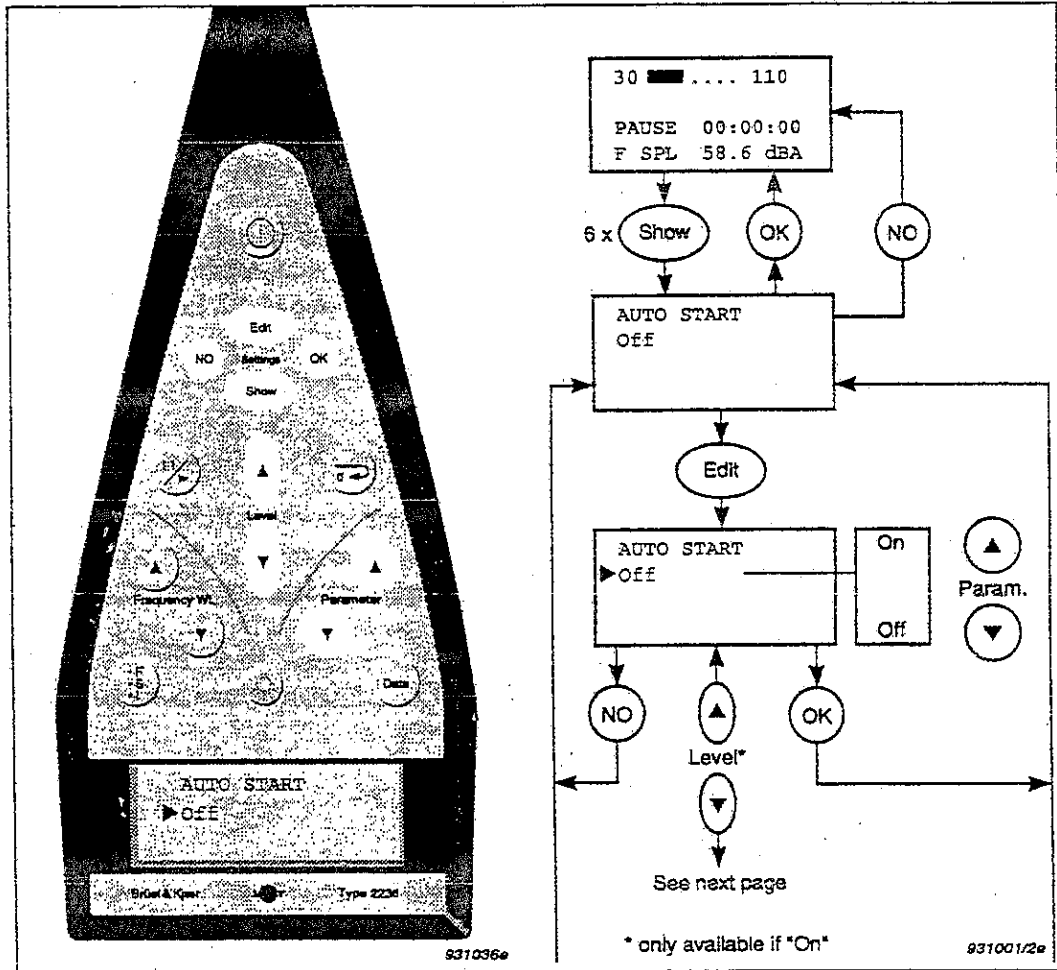 Edit
NO Settings OK
Show
Level
Frequency Wt.
Parameter
Data
AUTO START
▶Off
Brüel & Kjær
Type 2236
931036e
30 .... 110
PAUSE 00:00:00
F SPL 58.6 dBA
6 x Show
OK
NO
AUTO START
Off
Edit
AUTO START
▶Off
On
Off
Param.
NO
Level*
OK
See next page
* only available if "On"
931001/2e